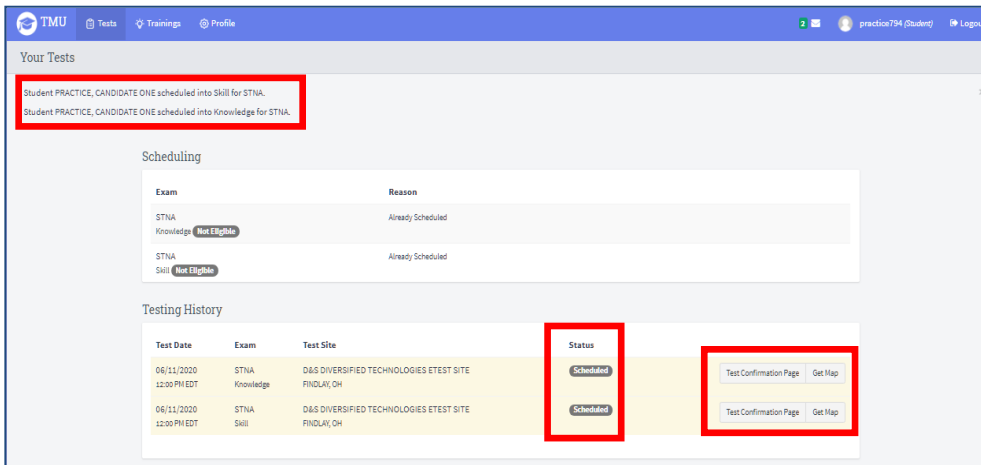 TMU Tests Trainings Profile 2 practice794 (Student) Logou
Your Tests
Student PRACTICE, CANDIDATE ONE scheduled into Skill for STNA.
Student PRACTICE, CANDIDATE ONE scheduled into Knowledge for STNA.
Scheduling
Exam Reason
STNA Already Scheduled
Knowledge Not Eligible
STNA Already Scheduled
Skill Not Eligible
Testing History
Test Date Exam Test Site Status
06/11/2020 STNA D&S DIVERSIFIED TECHNOLOGIES ETEST SITE Scheduled Test Confirmation Page Get Map
12:00 PM EDT Knowledge FINDLAY, OH
06/11/2020 STNA D&S DIVERSIFIED TECHNOLOGIES ETEST SITE Scheduled Test Confirmation Page Get Map
12:00 PM EDT Skill FINDLAY, OH